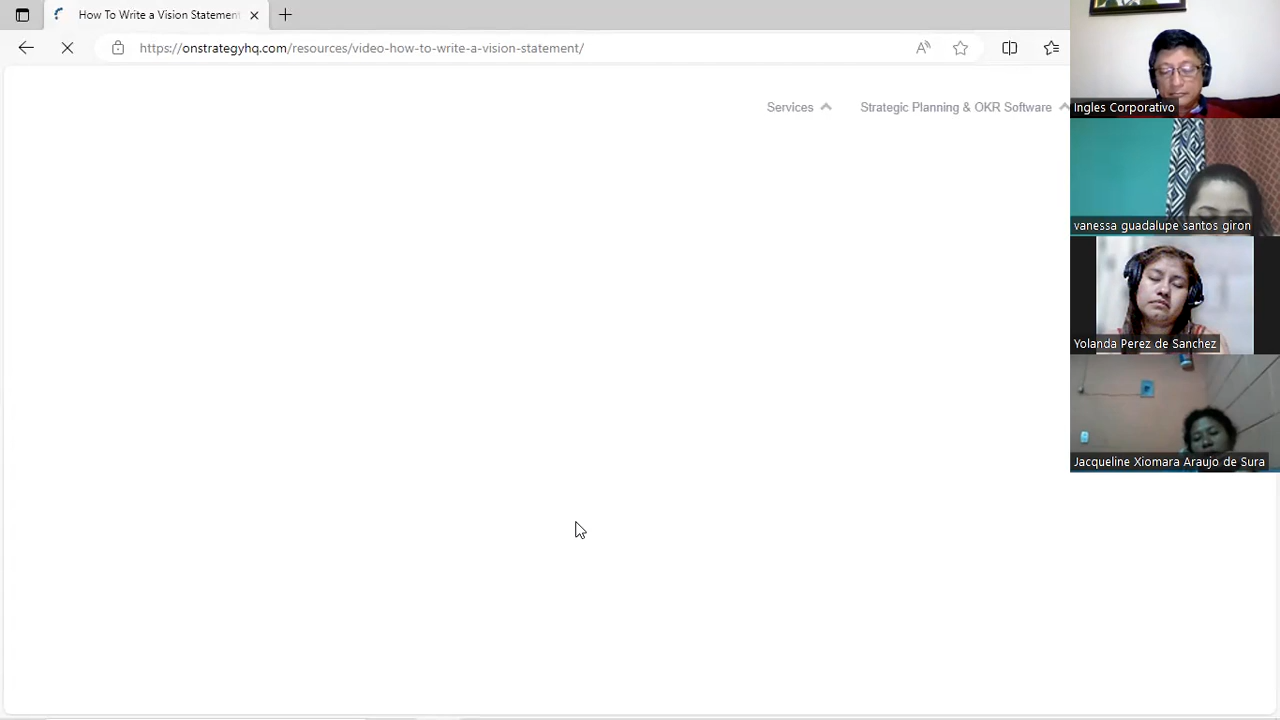 How To Write a Vision Statement
https://onstrategyhq.com/resources/video-how-to-write-a-vision-statement/
Services
Strategic Planning & OKR Software
Ingles Corporativo
vanessa guadalupe santos giron
Yolanda Perez de Sanchez
Jacqueline Xiomara Araujo de Sura